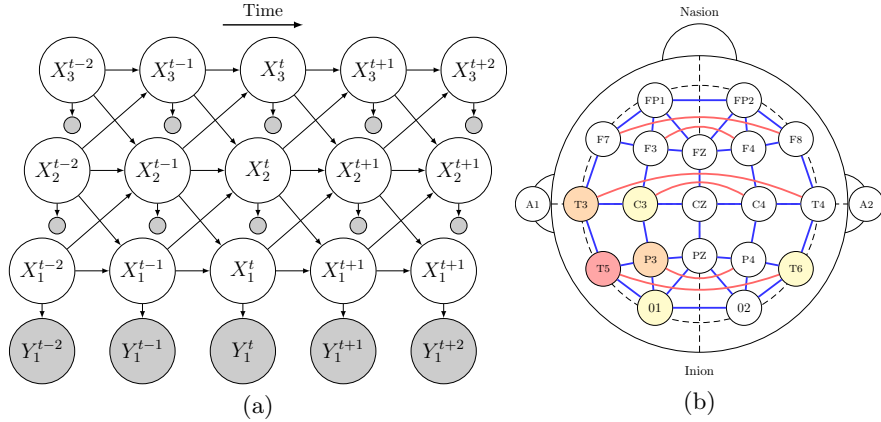 Time
X_3^{t-2} X_3^{t-1} X_3^t X_3^{t+1} X_3^{t+2}
X_2^{t-2} X_2^{t-1} X_2^t X_2^{t+1} X_2^{t+1}
X_1^{t-2} X_1^{t-1} X_1^t X_1^{t+1} X_1^{t+1}
Y_1^{t-2} Y_1^{t-1} Y_1^t Y_1^{t+1} Y_1^{t+2}
(a)
Nasion
FP1 FP2
F7 F3 FZ F4 F8
A1 T3 C3 CZ C4 T4 A2
T5 P3 PZ P4 T6
01 02
Inion
(b)